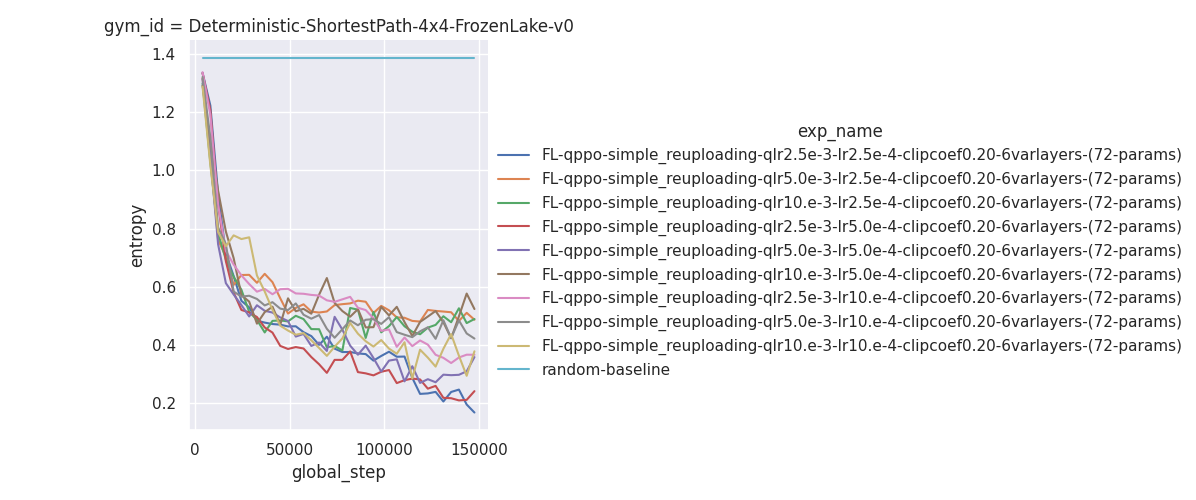 gym_id = Deterministic-ShortestPath-4x4-FrozenLake-v0
1.4
1.2
1.0
0.8
0.6
0.4
0.2
entropy
0
50000
100000
150000
global_step
exp_name
FL-qppo-simple_reuploading-qlr2.5e-3-lr2.5e-4-clipcoef0.20-6varlayers-(72-params)
FL-qppo-simple_reuploading-qlr5.0e-3-lr2.5e-4-clipcoef0.20-6varlayers-(72-params)
FL-qppo-simple_reuploading-qlr10.e-3-lr2.5e-4-clipcoef0.20-6varlayers-(72-params)
FL-qppo-simple_reuploading-qlr2.5e-3-lr5.0e-4-clipcoef0.20-6varlayers-(72-params)
FL-qppo-simple_reuploading-qlr5.0e-3-lr5.0e-4-clipcoef0.20-6varlayers-(72-params)
FL-qppo-simple_reuploading-qlr10.e-3-lr5.0e-4-clipcoef0.20-6varlayers-(72-params)
FL-qppo-simple_reuploading-qlr2.5e-3-lr10.e-4-clipcoef0.20-6varlayers-(72-params)
FL-qppo-simple_reuploading-qlr5.0e-3-lr10.e-4-clipcoef0.20-6varlayers-(72-params)
FL-qppo-simple_reuploading-qlr10.e-3-lr10.e-4-clipcoef0.20-6varlayers-(72-params)
random-baseline